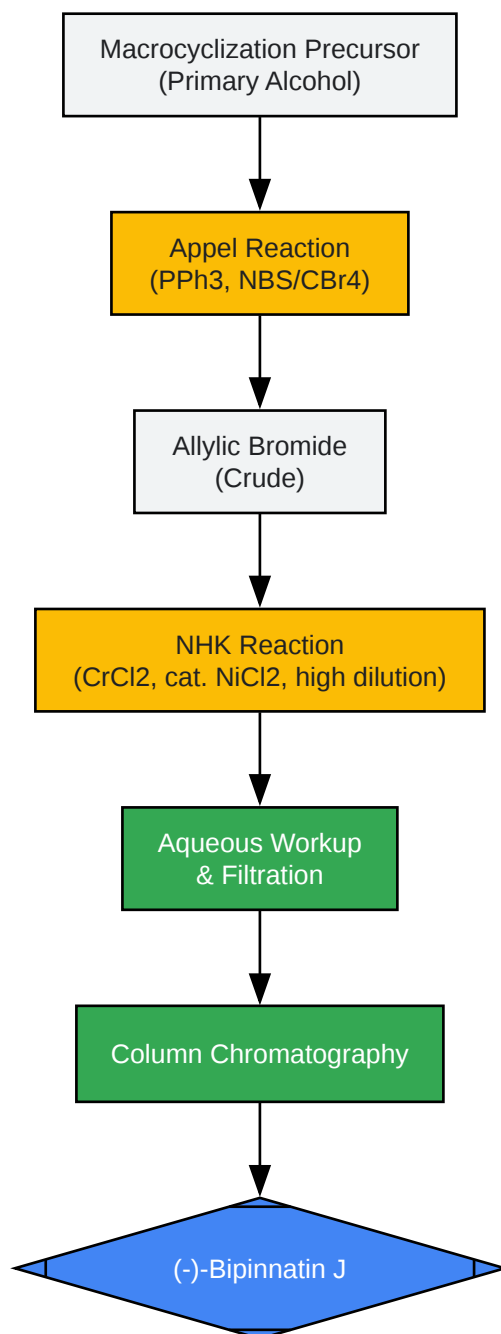 Macrocyclization Precursor
(Primary Alcohol)
Appel Reaction
(PPh3, NBS/CBr4)
Allylic Bromide
(Crude)
NHK Reaction
(CrCl2, cat. NiCl2, high dilution)
Aqueous Workup
& Filtration
Column Chromatography
(-)-Bipinnatin J